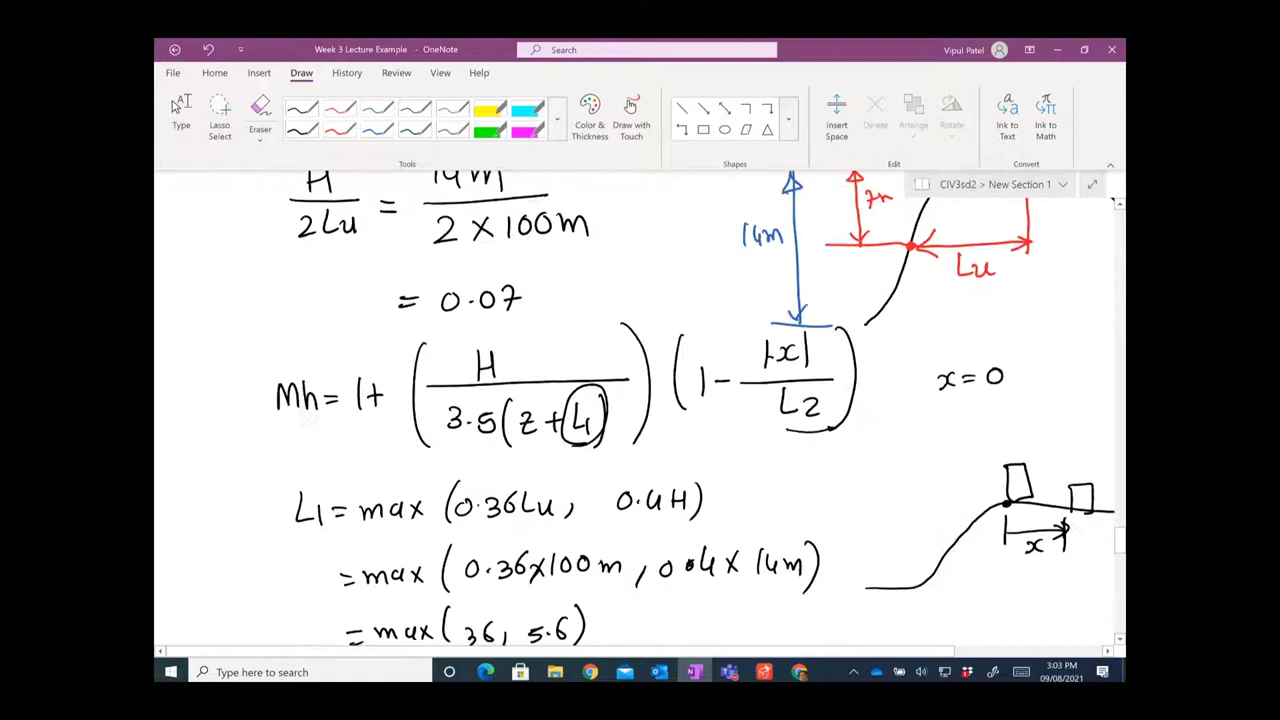 Week 3 Lecture Example - OneNote
Search
Vipul Patel
File Home Insert Draw History Review View Help
Type
Lasso Select
Eraser
Color & Thickness
Draw with Touch
Insert Space
Delete
Arrange
Rotate
Ink to Text
Ink to Math
Tools
Shapes
Edit
Convert
CIV3sd2 > New Section 1
H / 2Lu = 14m / 2 × 100m
= 0.07
14m
7m
Lu
Mh = 1+ ( H / 3.5(z+L1) ) ( 1 - |x| / L2 )
x = 0
L1 = max (0.36Lu, 0.4H)
= max ( 0.36×100m, 0.4 × 14m)
= max( 36, 5.6)
x
Type here to search
3:03 PM
09/08/2021